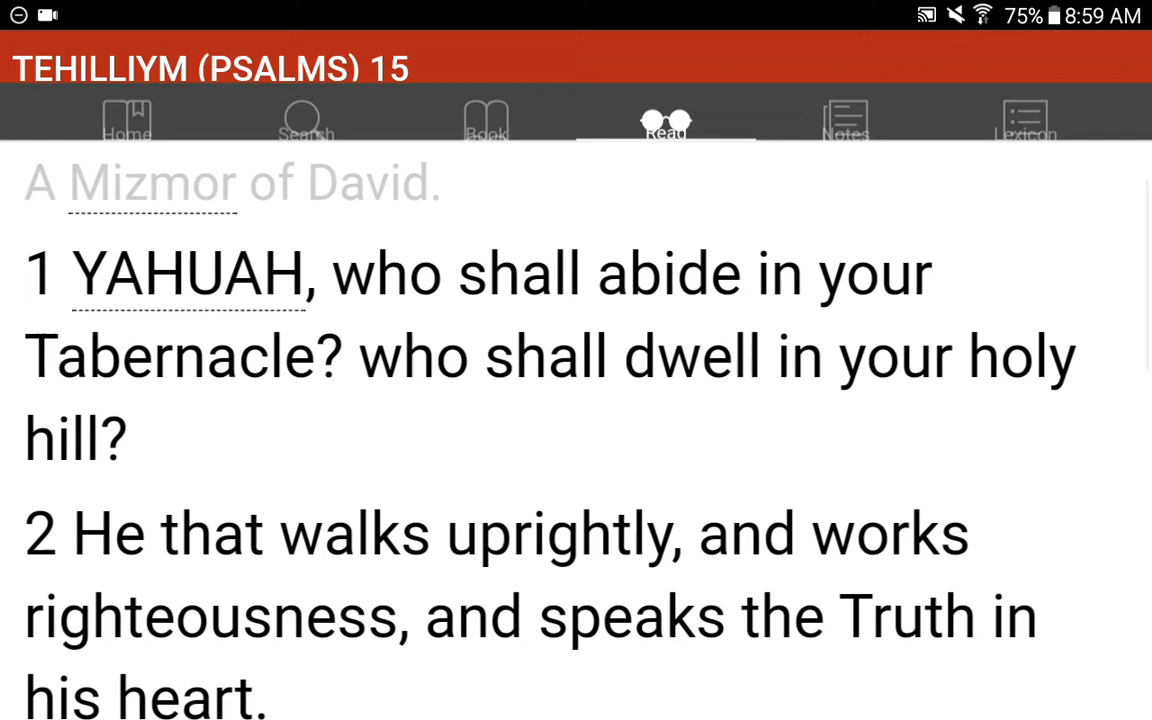 75% 8:59 AM
TEHILLIYM (PSALMS) 15
Home Search Book Read Notes Lexicon
A Mizmor of David.
1 YAHUAH, who shall abide in your
Tabernacle? who shall dwell in your holy
hill?
2 He that walks uprightly, and works
righteousness, and speaks the Truth in
his heart.